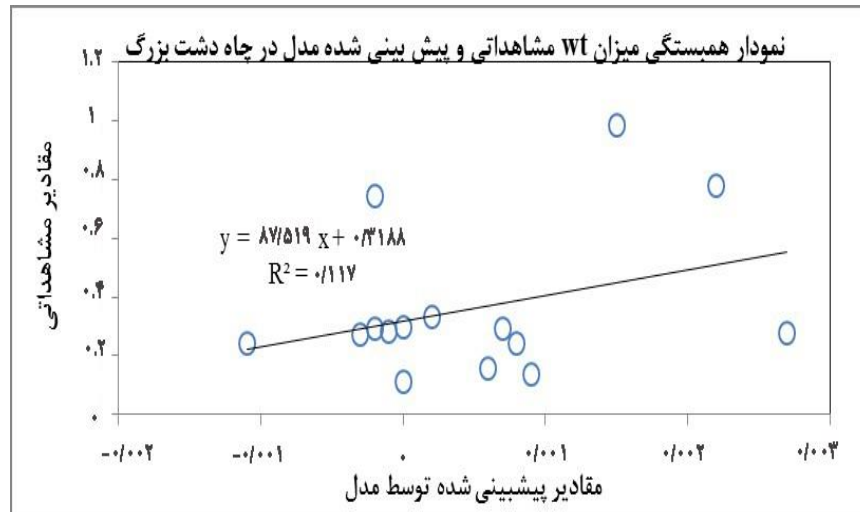 نمودار همبستگی میزان wt مشاهداتی و پیش بینی شده مدل در چاه دشت بزرگ
۱.۲
۱
۰.۸
۰.۶
۰.۴
۰.۲
۰
مقادیر مشاهداتی
y = ۸۷/۵۱۹ x + ۰/۳۱۸۸
R² = ۰/۱۱۷
-۰/۰۰۲
-۰/۰۰۱
۰
۰/۰۰۱
۰/۰۰۲
۰/۰۰۳
مقادیر پیشبینی شده توسط مدل